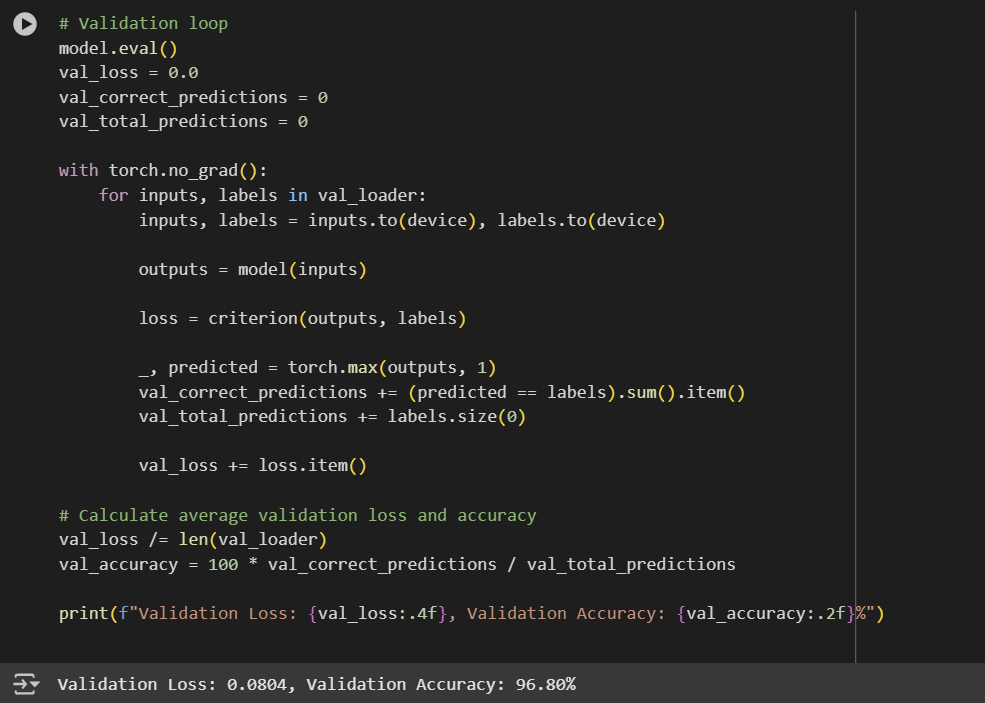 # Validation loop
model.eval()
val_loss = 0.0
val_correct_predictions = 0
val_total_predictions = 0
with torch.no_grad():
    for inputs, labels in val_loader:
        inputs, labels = inputs.to(device), labels.to(device)
        outputs = model(inputs)
        loss = criterion(outputs, labels)
        _, predicted = torch.max(outputs, 1)
        val_correct_predictions += (predicted == labels).sum().item()
        val_total_predictions += labels.size(0)
        val_loss += loss.item()
# Calculate average validation loss and accuracy
val_loss /= len(val_loader)
val_accuracy = 100 * val_correct_predictions / val_total_predictions
print(f"Validation Loss: {val_loss:.4f}, Validation Accuracy: {val_accuracy:.2f}%")
Validation Loss: 0.0804, Validation Accuracy: 96.80%